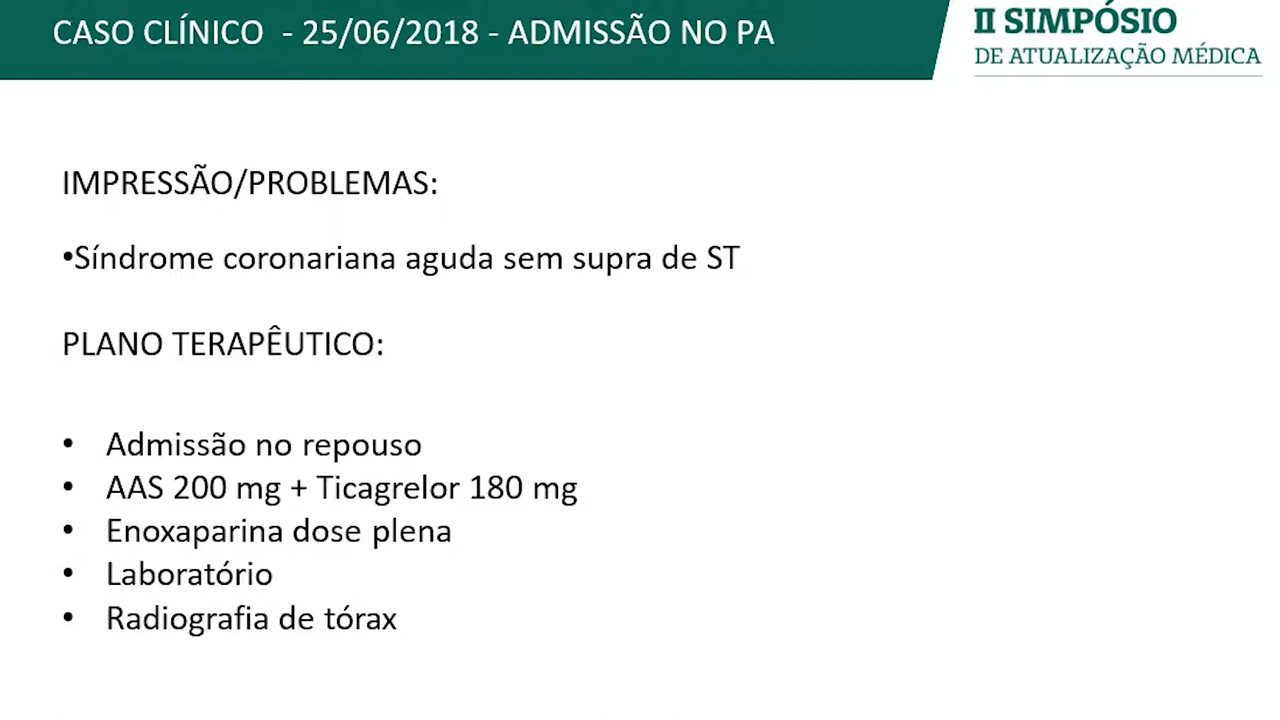 CASO CLÍNICO - 25/06/2018 - ADMISSÃO NO PA
II SIMPÓSIO
DE ATUALIZAÇÃO MÉDICA
IMPRESSÃO/PROBLEMAS:
•Síndrome coronariana aguda sem supra de ST
PLANO TERAPÊUTICO:
• Admissão no repouso
• AAS 200 mg + Ticagrelor 180 mg
• Enoxaparina dose plena
• Laboratório
• Radiografia de tórax